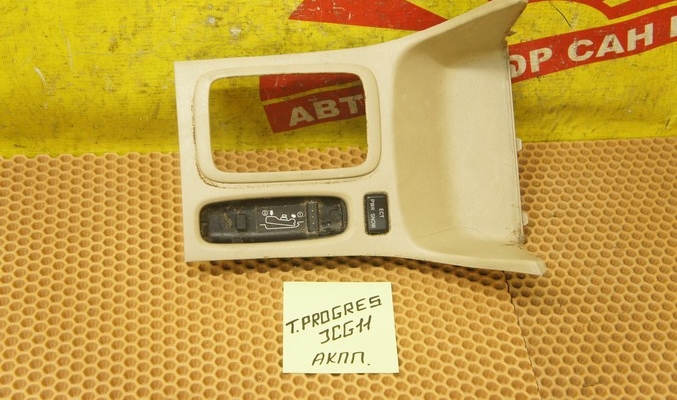 АВТ
ОР САН
ECT
PWR SNOW
T.PROGRES
JCG11
АКПП.